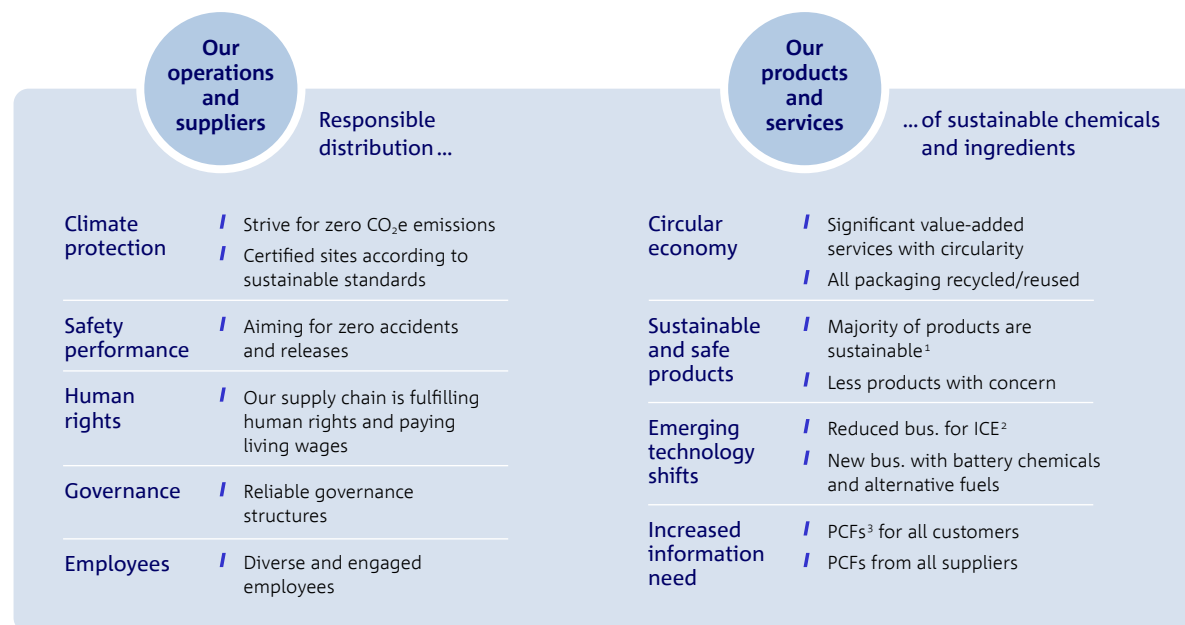 Our
operations
and
suppliers
Responsible
distribution ...
Climate
protection
Strive for zero CO₂e emissions
Certified sites according to
sustainable standards
Safety
performance
Aiming for zero accidents
and releases
Human
rights
Our supply chain is fulfilling
human rights and paying
living wages
Governance
Reliable governance
structures
Employees
Diverse and engaged
employees
Our
products
and
services
... of sustainable chemicals
and ingredients
Circular
economy
Significant value-added
services with circularity
All packaging recycled/reused
Sustainable
and safe
products
Majority of products are
sustainable¹
Less products with concern
Emerging
technology
shifts
Reduced bus. for ICE²
New bus. with battery chemicals
and alternative fuels
Increased
information
need
PCFs³ for all customers
PCFs from all suppliers